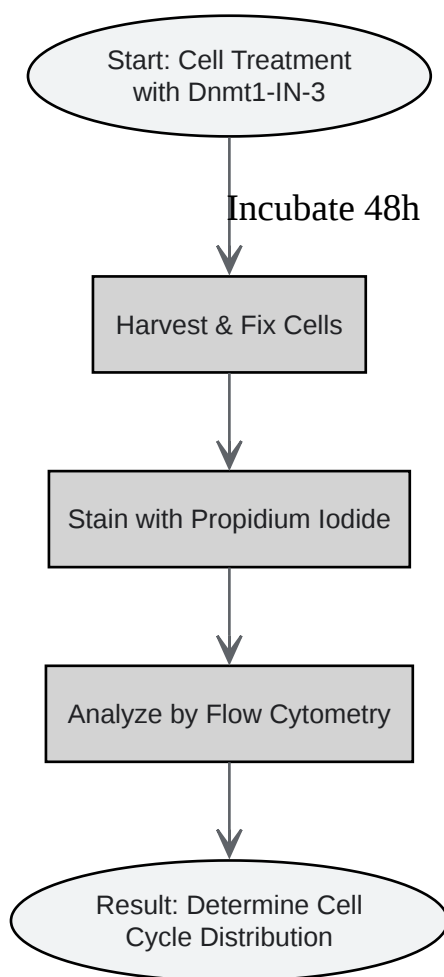 Start: Cell Treatment
with Dnmt1-IN-3
Incubate 48h
Harvest & Fix Cells
Stain with Propidium Iodide
Analyze by Flow Cytometry
Result: Determine Cell
Cycle Distribution